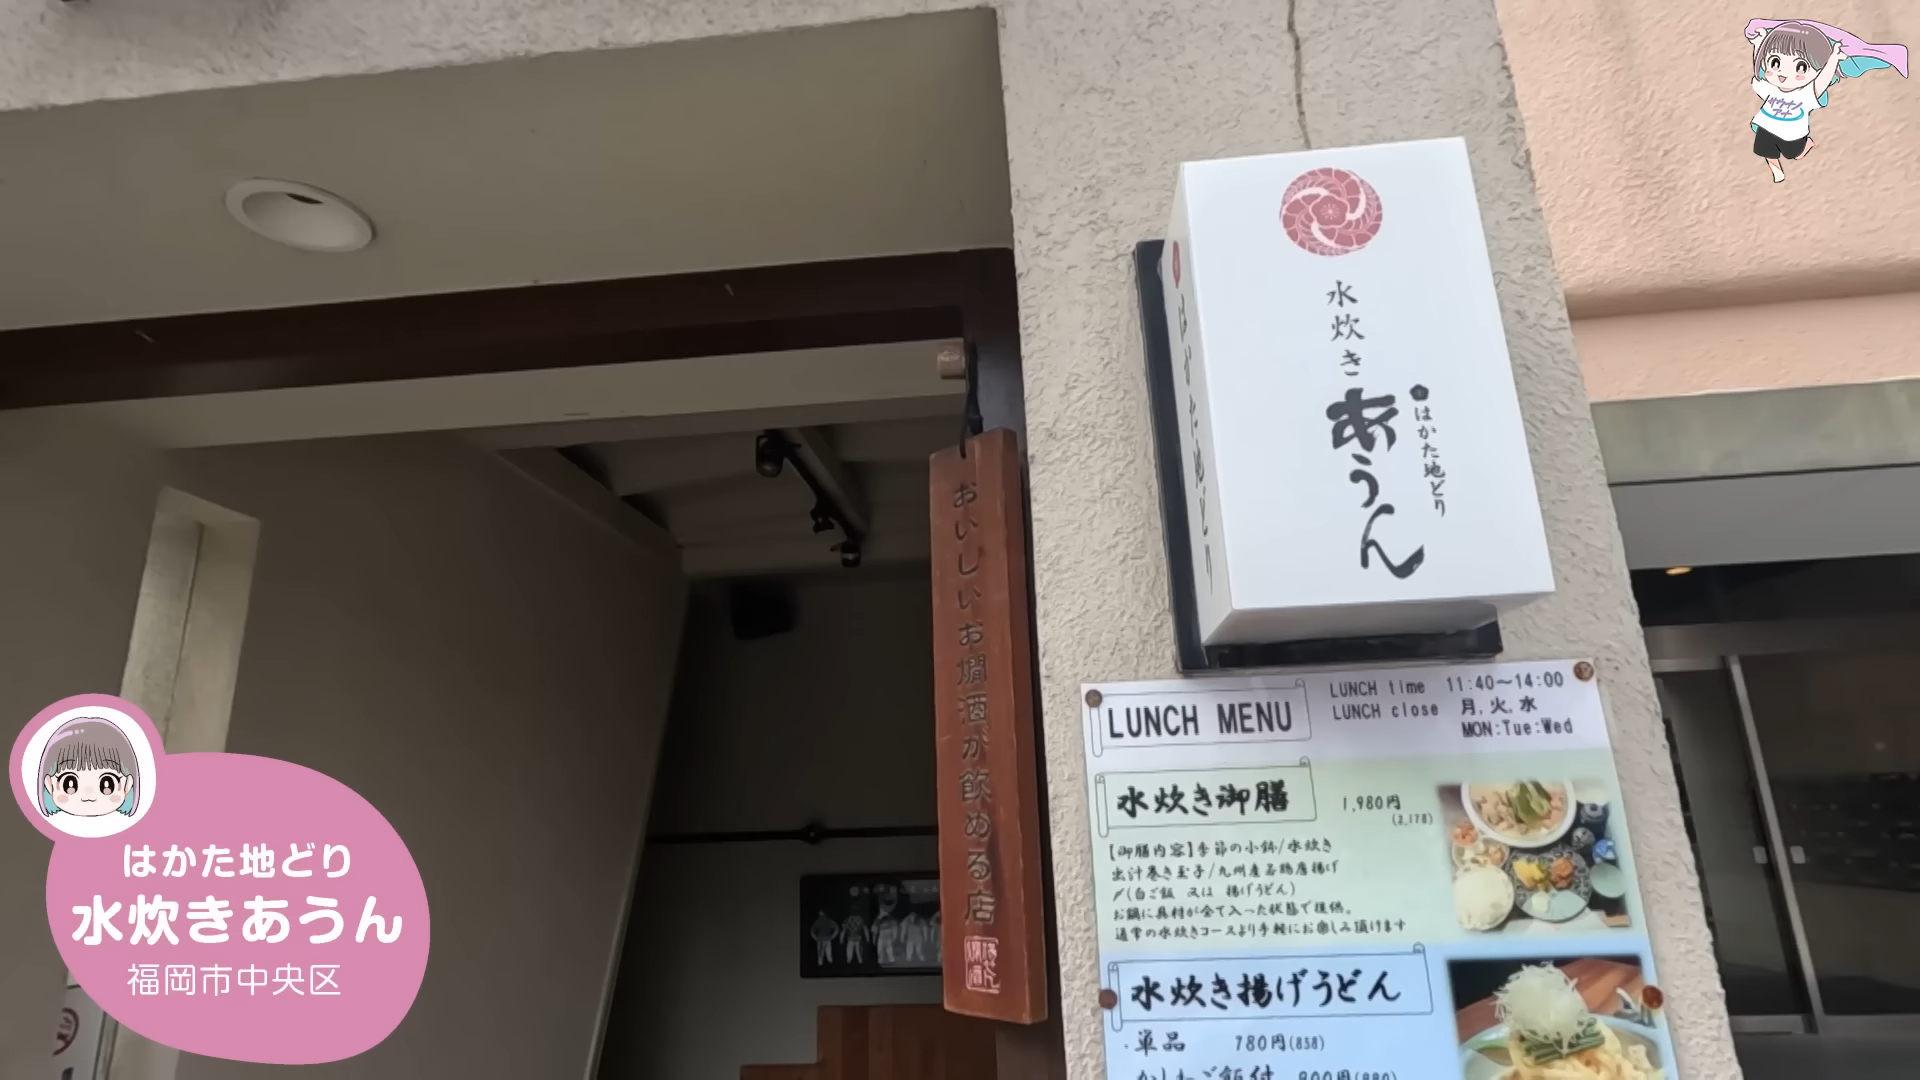 水炊き
あうん
はかた地どり
はかた地どり
おいしいお燗酒が飲める店
LUNCH MENU
LUNCH time 11:40～14:00
LUNCH close 月.火.水
MON:Tue:Wed
水炊き御膳 1,980円
(2,178)
【御膳内容】季節の小鉢/水炊き
出汁巻き玉子/九州産若鶏唐揚げ
〆(白ご飯 又は 揚げうどん)
お鍋に具材が全て入った状態で提供。
通常の水炊きコースより手軽にお楽しみ頂けます
水炊き揚げうどん
・単品 780円(858)
はかた地どり
水炊きあうん
福岡市中央区